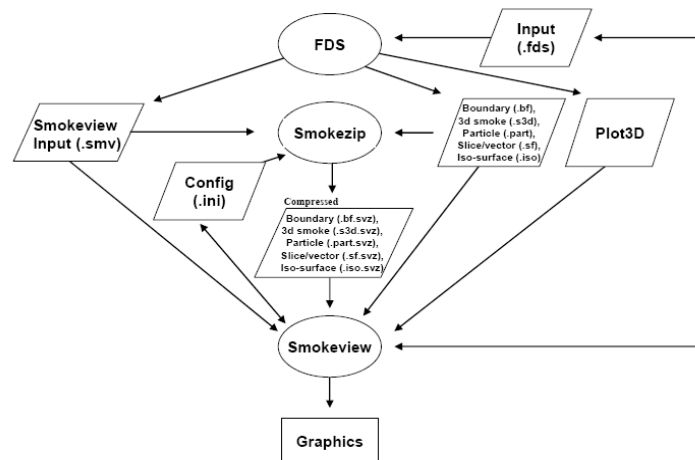 FDS
Input
(.fds)
Smokeview
Input (.smv)
Smokezip
Boundary (.bf),
3d smoke (.s3d),
Particle (.part),
Slice/vector (.sf),
Iso-surface (.iso)
Plot3D
Config
(.ini)
Compressed
Boundary (.bf.svz),
3d smoke (.s3d.svz),
Particle (.part.svz),
Slice/vector (.sf.svz),
Iso-surface (.iso.svz)
Smokeview
Graphics